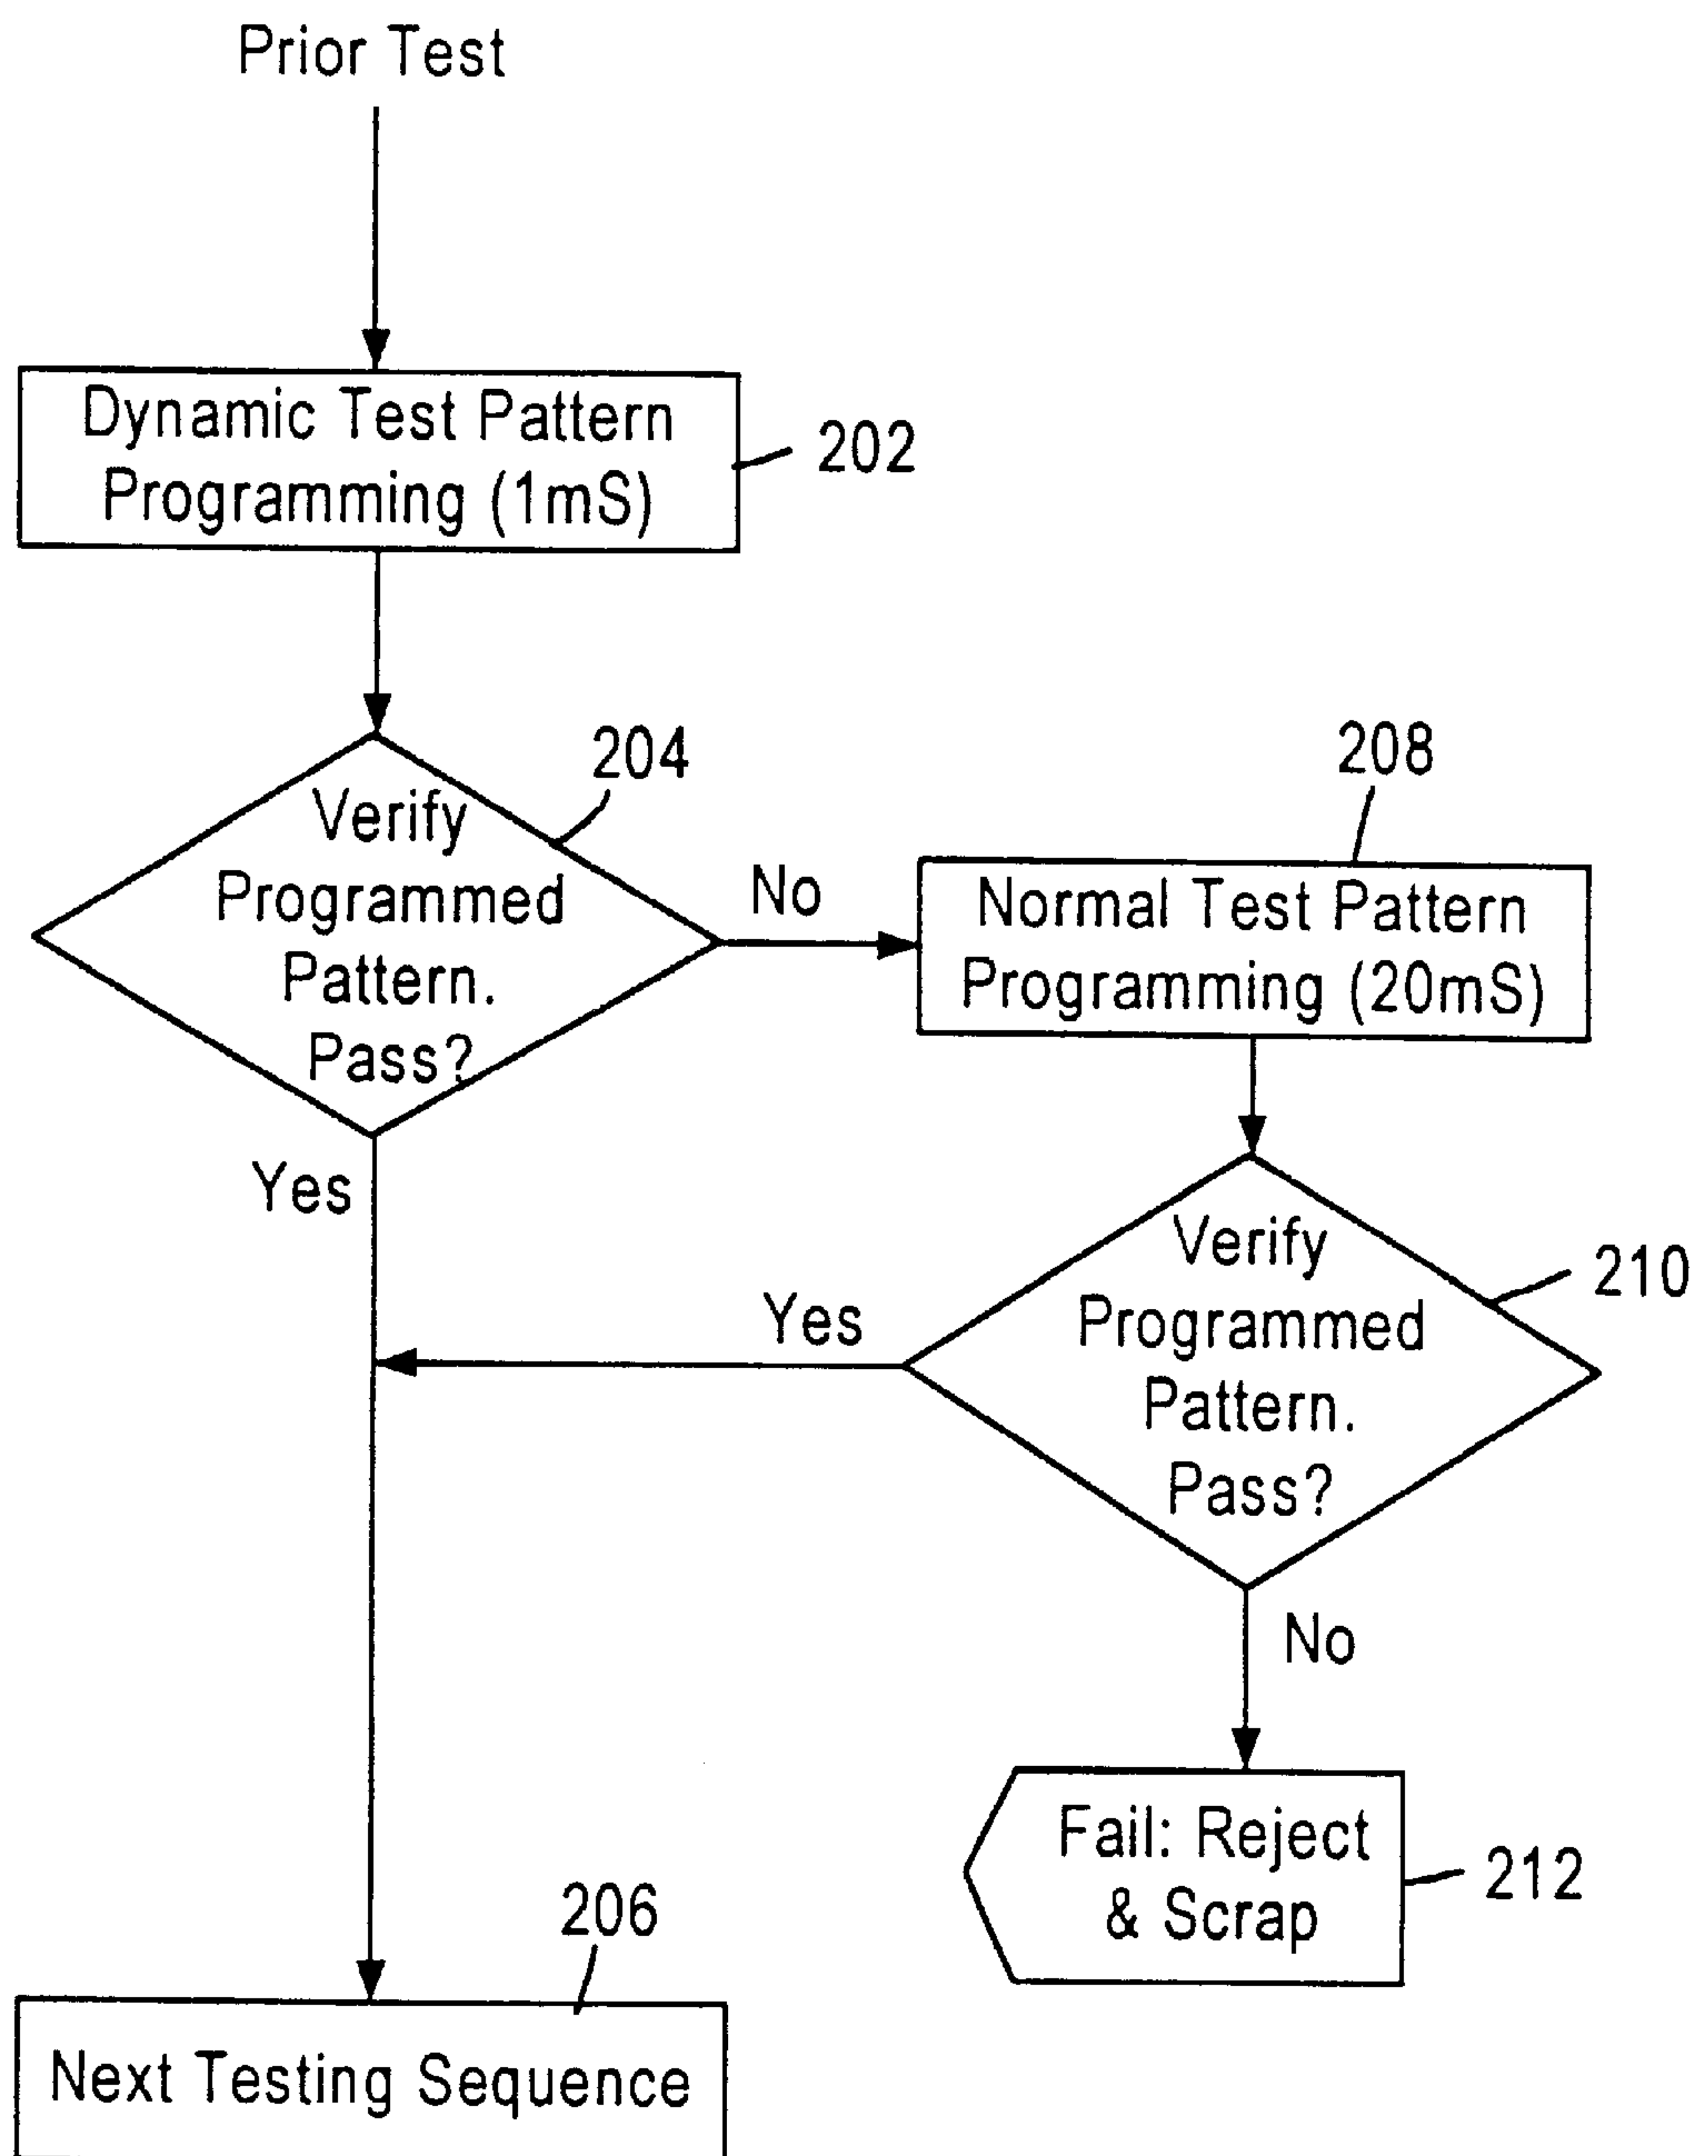 Prior Test
Dynamic Test Pattern
Programming (1mS)
202
204
Verify
Programmed
Pattern.
Pass?
No
Yes
208
Normal Test Pattern
Programming (20mS)
210
Verify
Programmed
Pattern.
Pass?
Yes
No
Fail: Reject
& Scrap
212
206
Next Testing Sequence